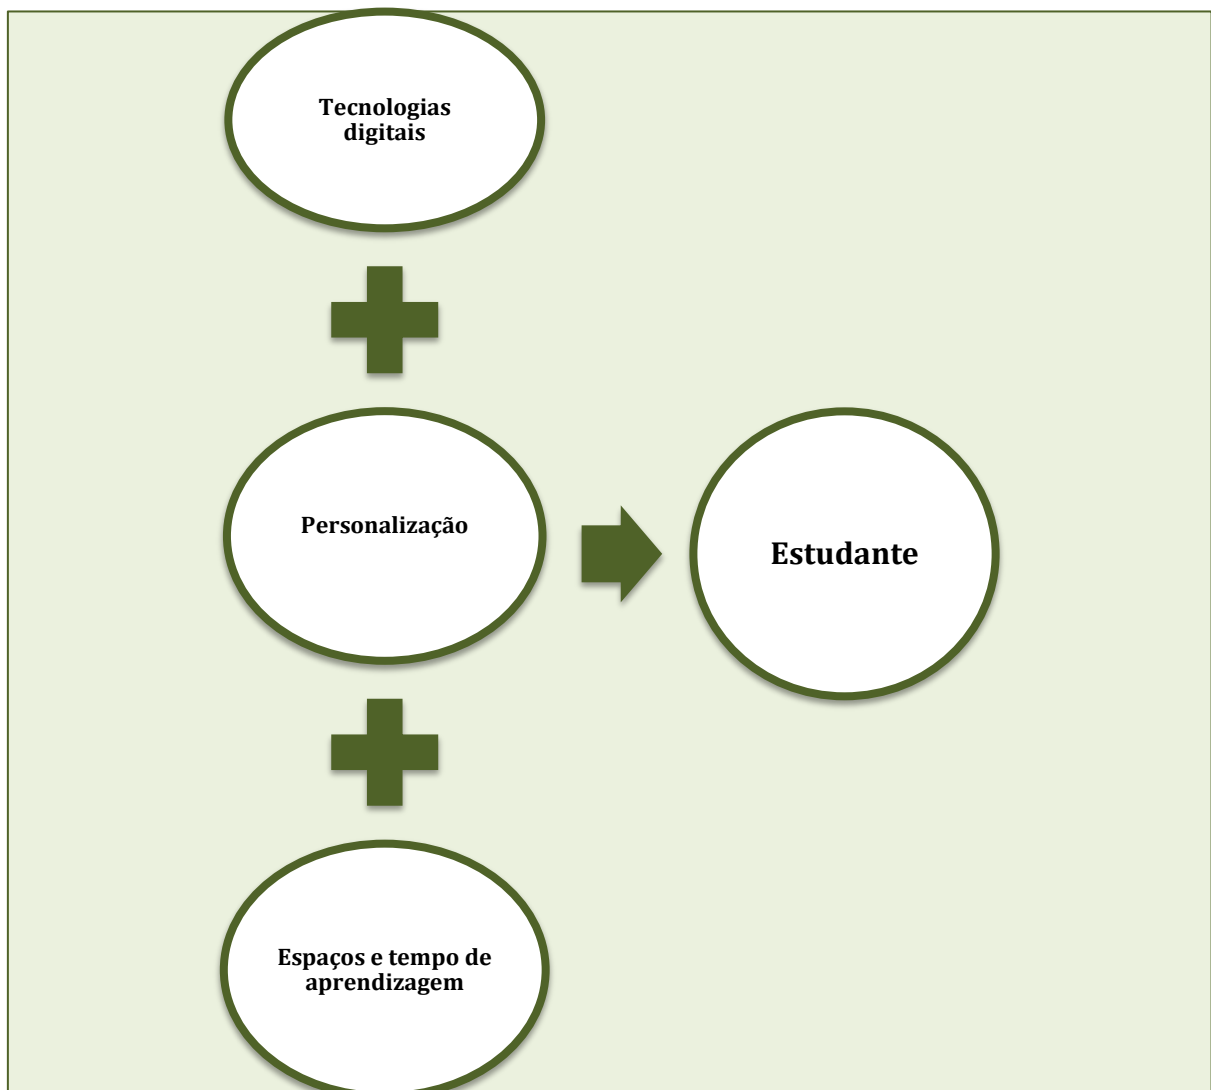 Tecnologias
digitais
Personalização
Estudante
Espaços e tempo de
aprendizagem